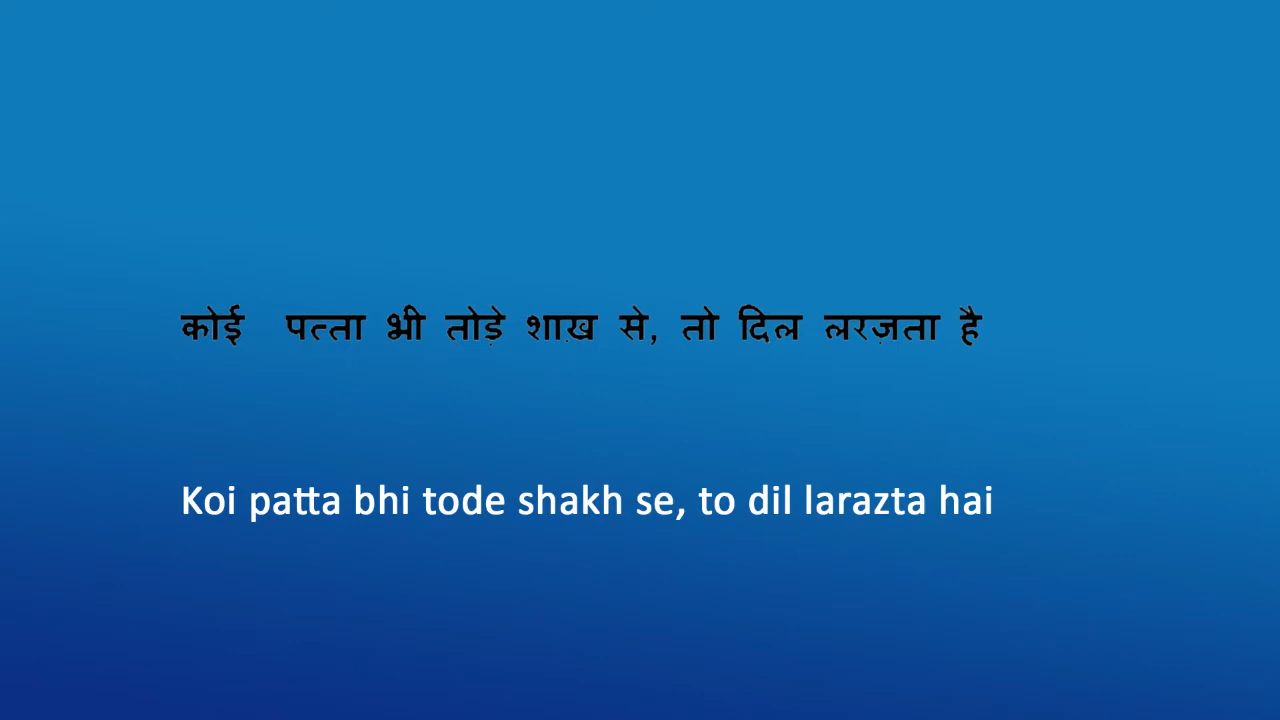 कोई पत्ता भी तोड़े शाख़ से, तो दिल लरज़ता है
Koi patta bhi tode shakh se, to dil larazta hai